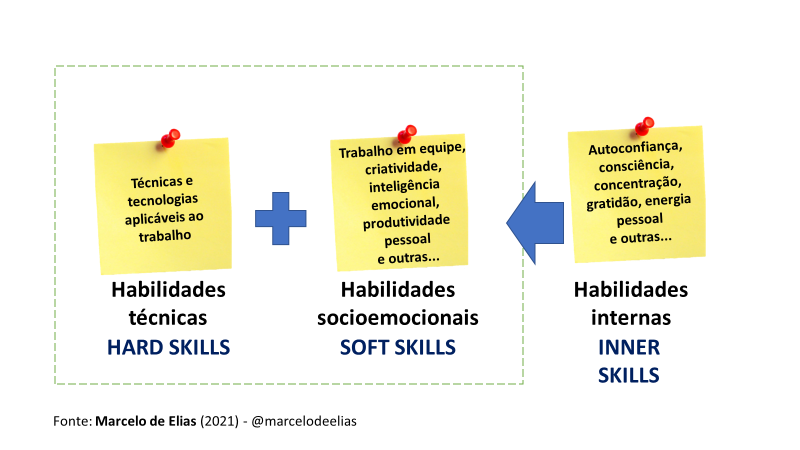 Técnicas e
tecnologias
aplicáveis ao
trabalho
Habilidades
técnicas
HARD SKILLS
Trabalho em equipe,
criatividade,
inteligência
emocional,
produtividade
pessoal
e outras...
Habilidades
socioemocionais
SOFT SKILLS
Autoconfiança,
consciência,
concentração,
gratidão, energia
pessoal
e outras...
Habilidades
internas
INNER
SKILLS
Fonte: Marcelo de Elias (2021) - @marcelodeelias